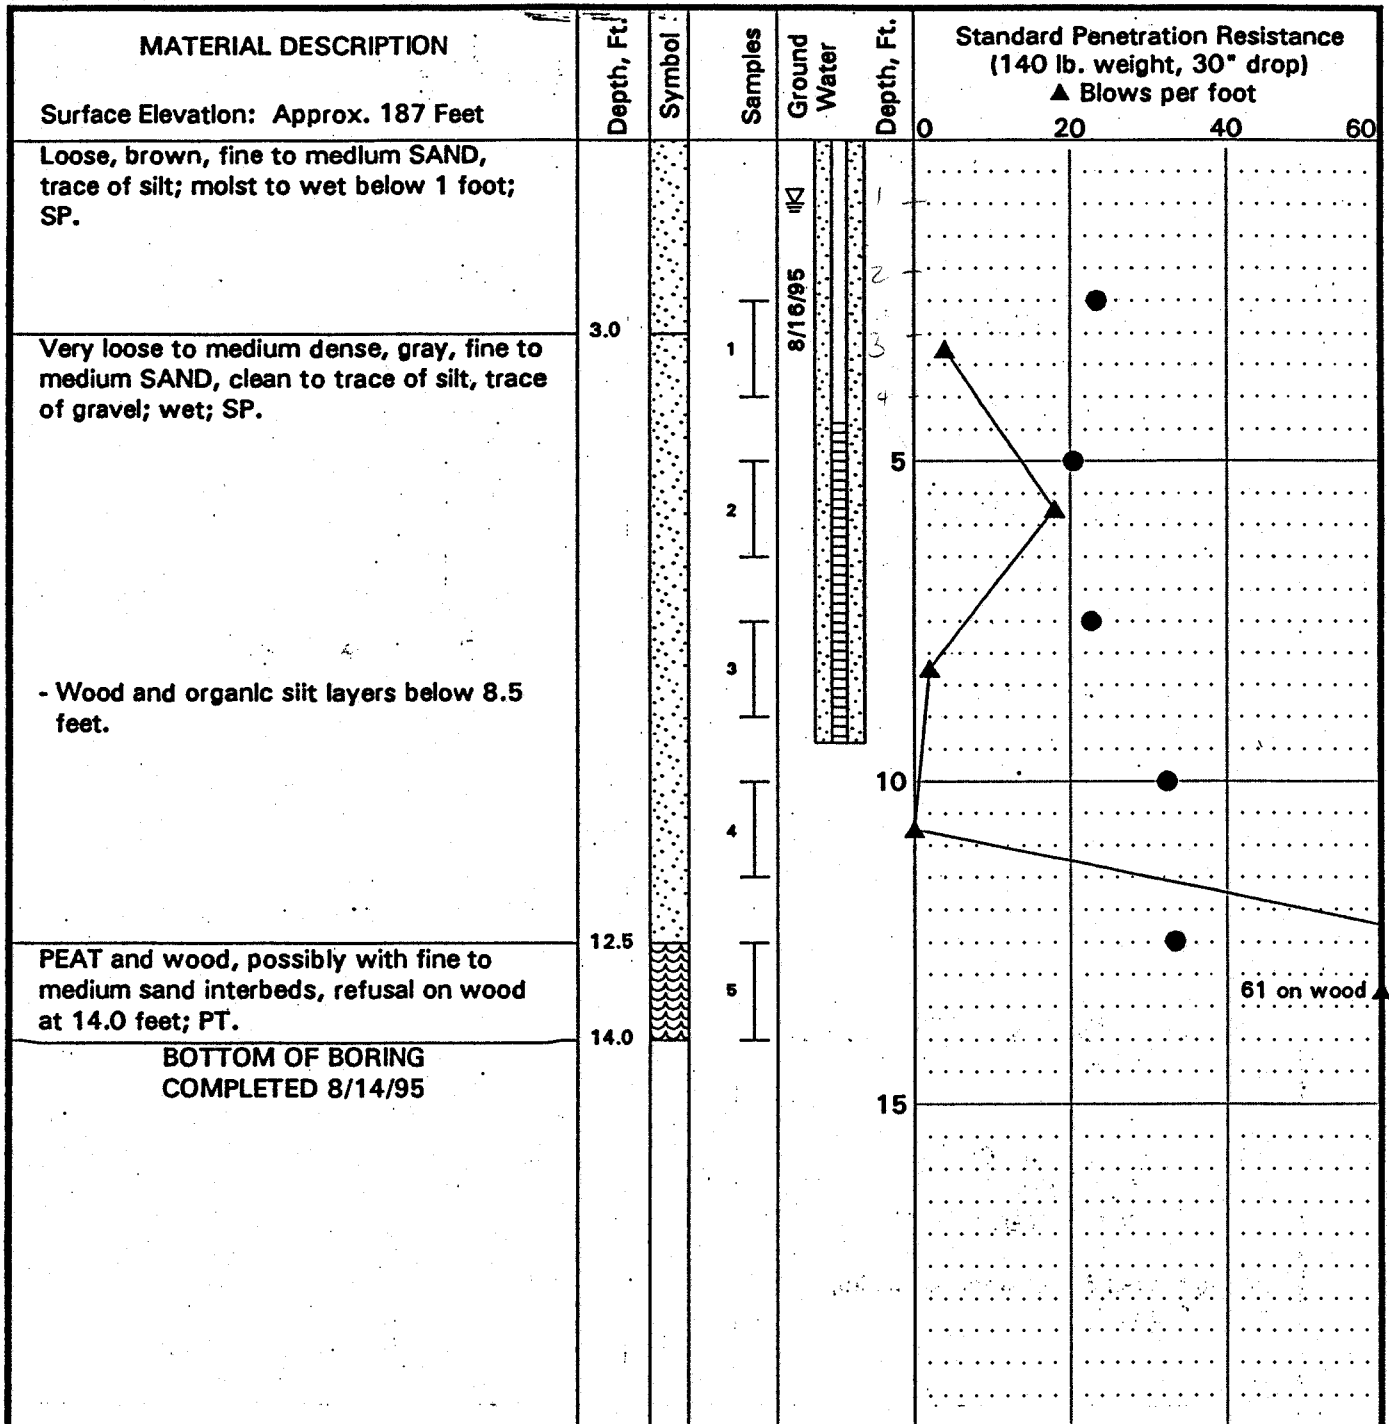 MATERIAL DESCRIPTION
Surface Elevation: Approx. 187 Feet
Depth, Ft.
Symbol
Samples
Ground
Water
Depth, Ft.
Standard Penetration Resistance
(140 lb. weight, 30" drop)
▲ Blows per foot
0 20 40 60
Loose, brown, fine to medium SAND,
trace of silt; moist to wet below 1 foot;
SP.
3.0
Very loose to medium dense, gray, fine to
medium SAND, clean to trace of silt, trace
of gravel; wet; SP.
- Wood and organic silt layers below 8.5
feet.
12.5
PEAT and wood, possibly with fine to
medium sand interbeds, refusal on wood
at 14.0 feet; PT.
14.0
BOTTOM OF BORING
COMPLETED 8/14/95
1
2
3
4
5
8/16/95
1
2
3
4
5
10
15
61 on wood